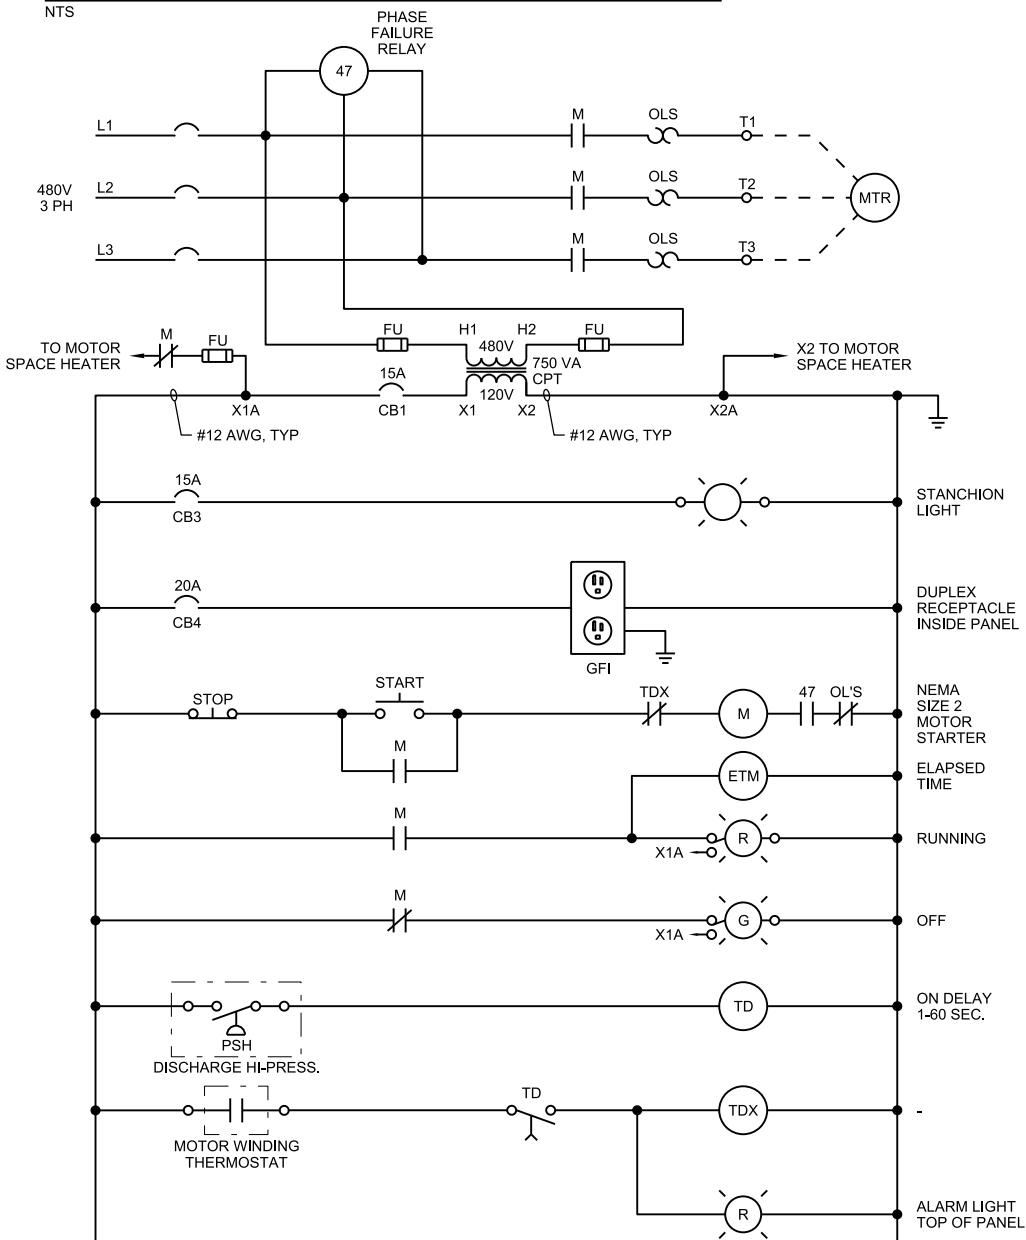 NTS
PHASE
FAILURE
RELAY
47
L1
M
OLS
T1
480V
3 PH
L2
M
OLS
T2
MTR
L3
M
OLS
T3
TO MOTOR
SPACE HEATER
M
FU
FU
H1
H2
480V
FU
X2 TO MOTOR
SPACE HEATER
750 VA
CPT
15A
CB1
120V
X1A
X1
X2
X2A
#12 AWG, TYP
#12 AWG, TYP
15A
CB3
STANCHION
LIGHT
20A
CB4
GFI
DUPLEX
RECEPTACLE
INSIDE PANEL
STOP
START
M
TDX
M
47
OL'S
NEMA
SIZE 2
MOTOR
STARTER
ETM
ELAPSED
TIME
M
X1A
R
RUNNING
M
X1A
G
OFF
PSH
DISCHARGE HI-PRESS.
TD
ON DELAY
1-60 SEC.
MOTOR WINDING
THERMOSTAT
TD
TDX
-
R
ALARM LIGHT
TOP OF PANEL